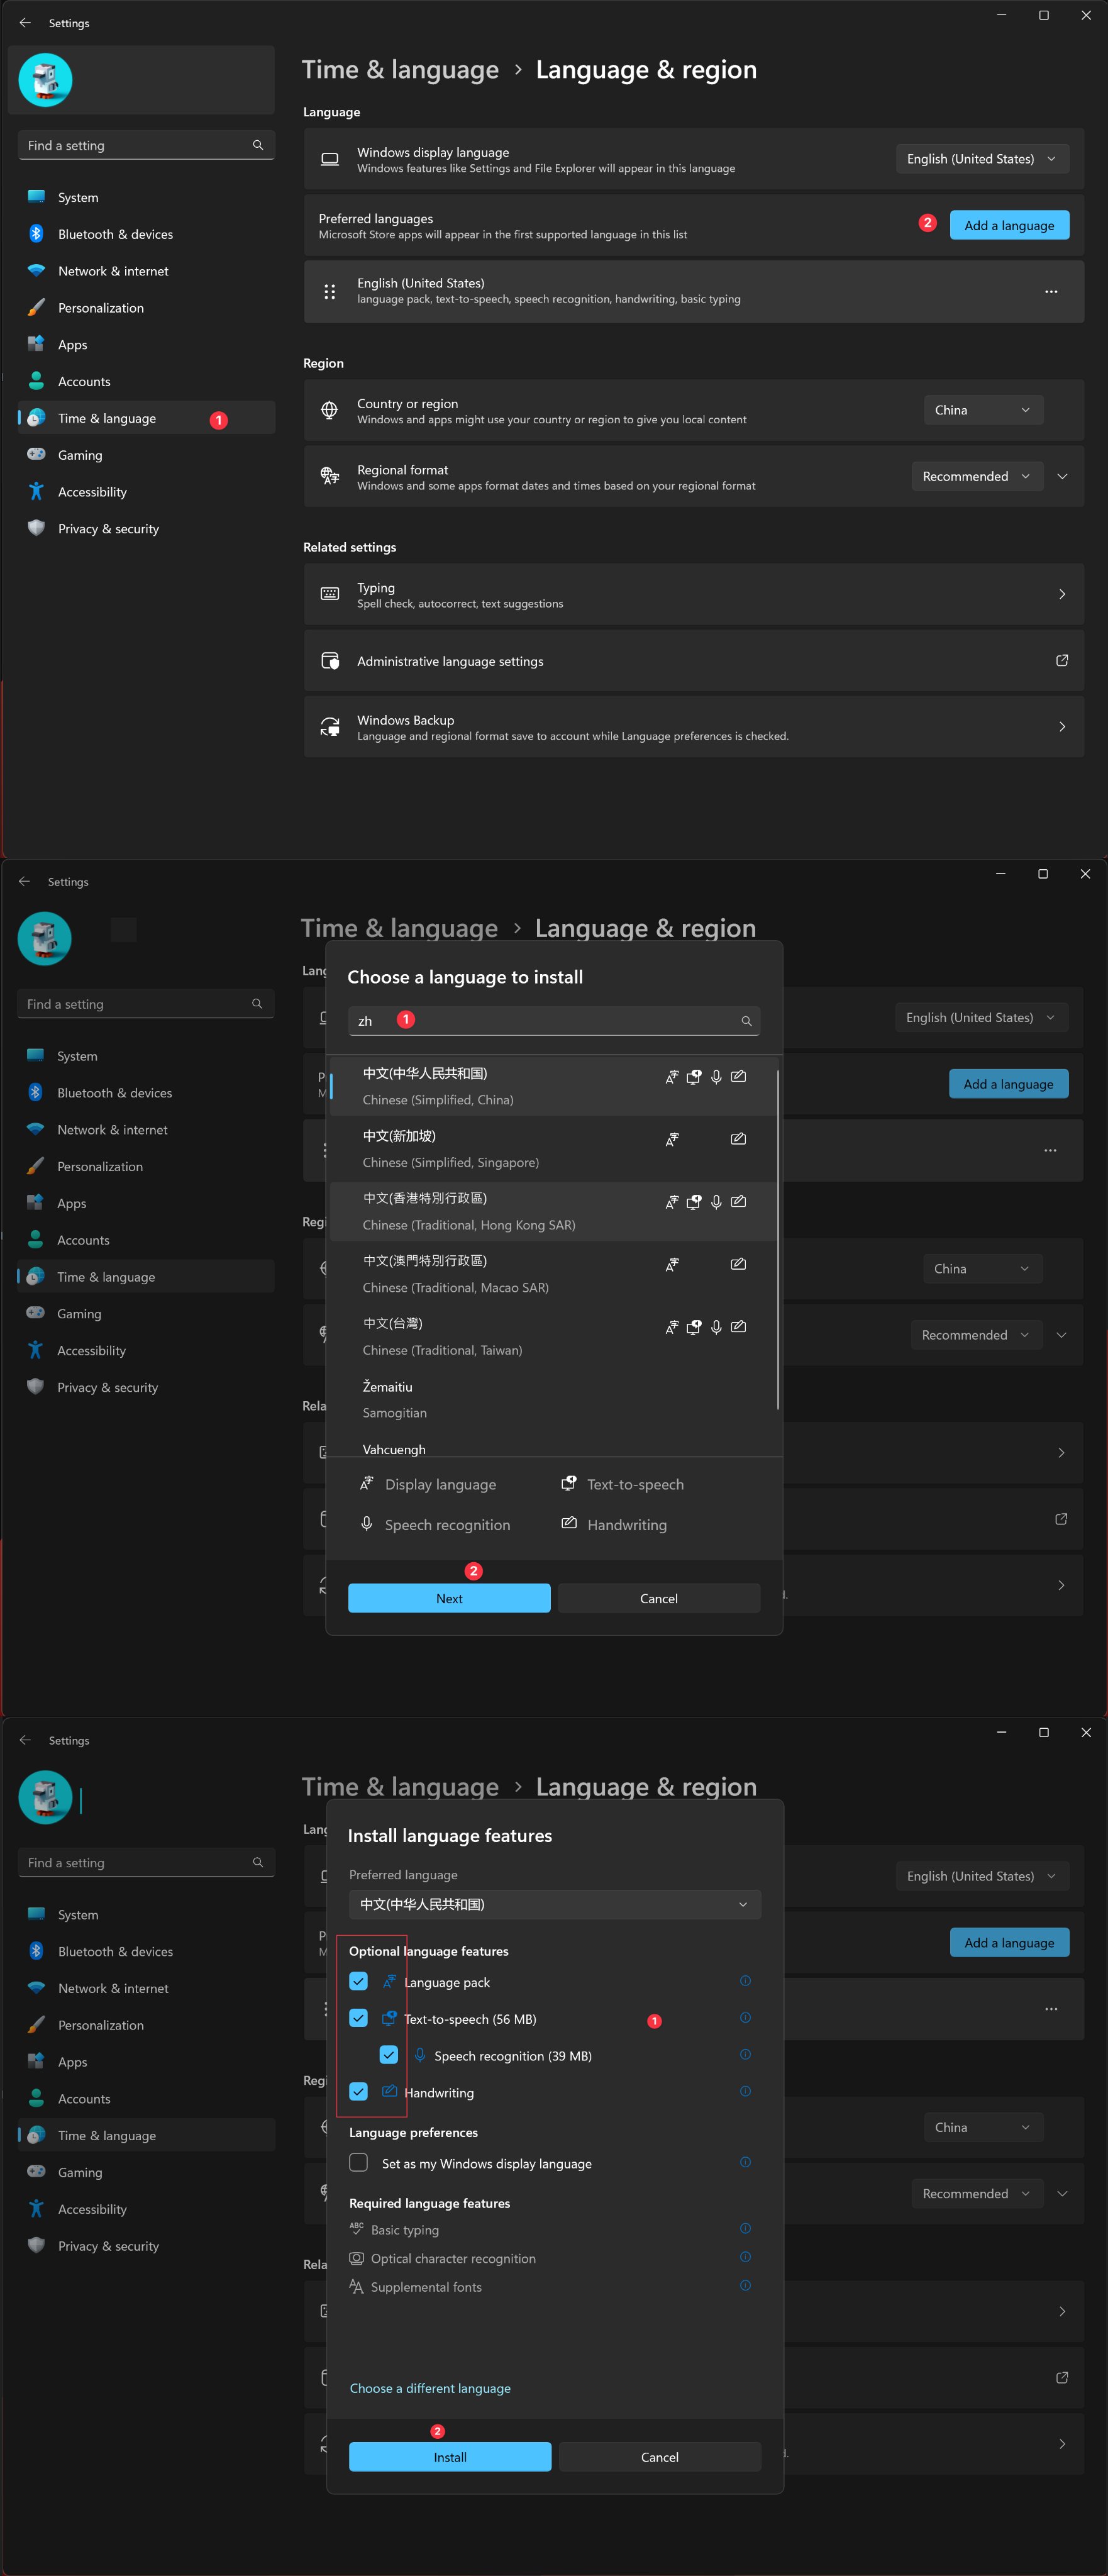 Settings
Find a setting
System
Bluetooth & devices
Network & internet
Personalization
Apps
Accounts
Time & language
1
Gaming
Accessibility
Privacy & security
Time & language > Language & region
Language
Windows display language
Windows features like Settings and File Explorer will appear in this language
English (United States)
Preferred languages
Microsoft Store apps will appear in the first supported language in this list
2
Add a language
English (United States)
language pack, text-to-speech, speech recognition, handwriting, basic typing
Region
Country or region
Windows and apps might use your country or region to give you local content
China
Regional format
Windows and some apps format dates and times based on your regional format
Recommended
Related settings
Typing
Spell check, autocorrect, text suggestions
Administrative language settings
Windows Backup
Language and regional format save to account while Language preferences is checked.
Settings
Find a setting
System
Bluetooth & devices
Network & internet
Personalization
Apps
Accounts
Time & language
Gaming
Accessibility
Privacy & security
Time & language > Language & region
Lang
English (United States)
P
M
Add a language
Regi
China
Recommended
Rela
d.
Choose a language to install
zh
1
中文(中华人民共和国)
Chinese (Simplified, China)
中文(新加坡)
Chinese (Simplified, Singapore)
中文(香港特別行政區)
Chinese (Traditional, Hong Kong SAR)
中文(澳門特別行政區)
Chinese (Traditional, Macao SAR)
中文(台灣)
Chinese (Traditional, Taiwan)
Žemaitiu
Samogitian
Vahcuengh
Display language
Text-to-speech
Speech recognition
Handwriting
2
Next
Cancel
Settings
Find a setting
System
Bluetooth & devices
Network & internet
Personalization
Apps
Accounts
Time & language
Gaming
Accessibility
Privacy & security
Time & language > Language & region
Lang
English (United States)
P
M
Add a language
Regi
China
Recommended
Rela
d.
Install language features
Preferred language
中文(中华人民共和国)
Optional language features
Language pack
Text-to-speech (56 MB)
1
Speech recognition (39 MB)
Handwriting
Language preferences
Set as my Windows display language
Required language features
ABC
Basic typing
Optical character recognition
Supplemental fonts
Choose a different language
2
Install
Cancel